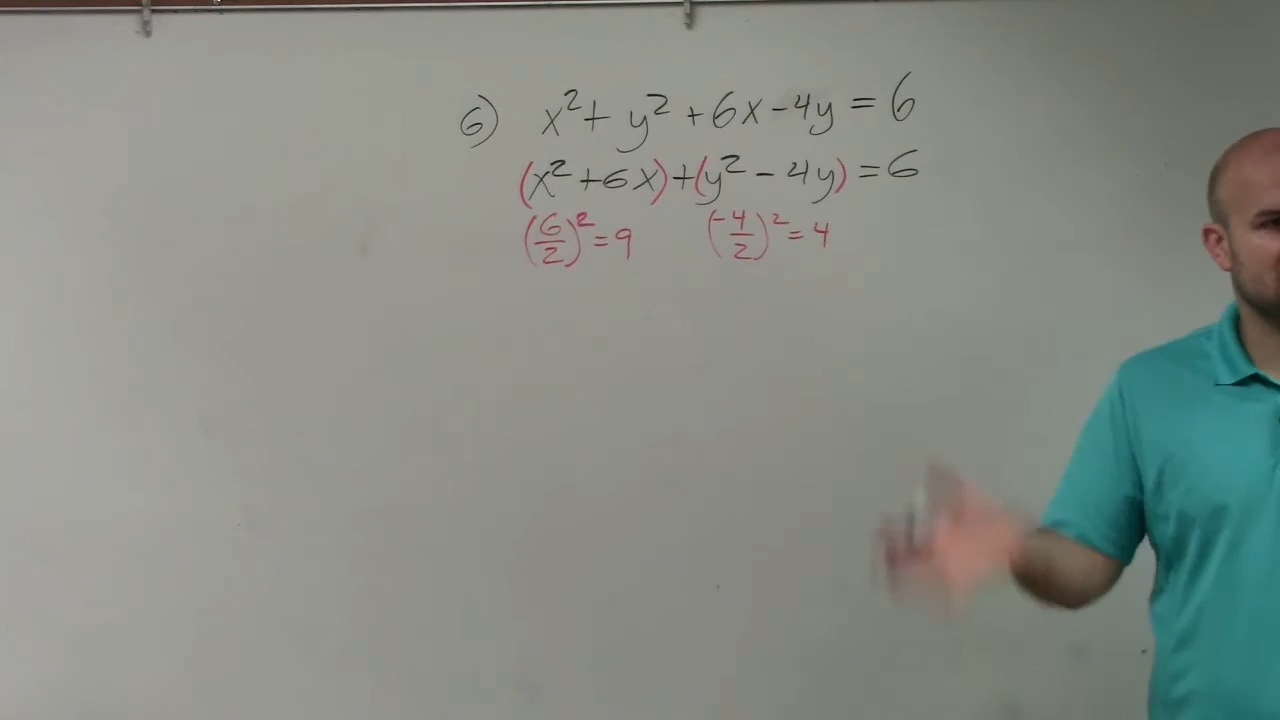 6) x² + y² + 6x - 4y = 6
(x² + 6x) + (y² - 4y) = 6
(6/2)² = 9 (-4/2)² = 4